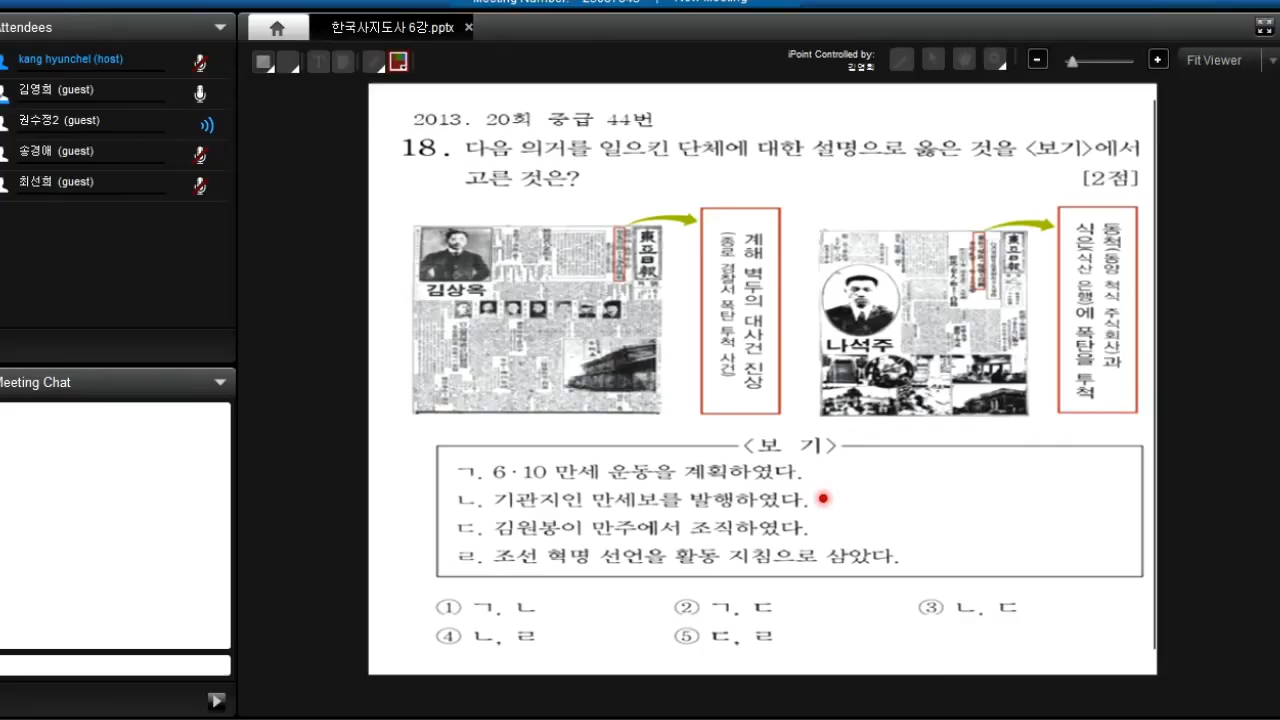 Attendees
한국사지도사 6강.pptx
kang hyunchel (host)
김영희 (guest)
권수정2 (guest)
송경애 (guest)
최선희 (guest)
iPoint Controlled by:
김영희
Fit Viewer
2013. 20회 중급 44번
18. 다음 의거를 일으킨 단체에 대한 설명으로 옳은 것을 <보기>에서
고른 것은? [2점]
東亞日報
김상옥
계해 벽두의 대사건 진상
(종로 경찰서 폭탄 투척 사건)
東亞日報
나석주
동척(동양 척식 주식회사)과
식은(식산 은행)에 폭탄을 투척
<보 기>
ㄱ. 6·10 만세 운동을 계획하였다.
ㄴ. 기관지인 만세보를 발행하였다.
ㄷ. 김원봉이 만주에서 조직하였다.
ㄹ. 조선 혁명 선언을 활동 지침으로 삼았다.
① ㄱ, ㄴ ② ㄱ, ㄷ ③ ㄴ, ㄷ
④ ㄴ, ㄹ ⑤ ㄷ, ㄹ
Meeting Chat